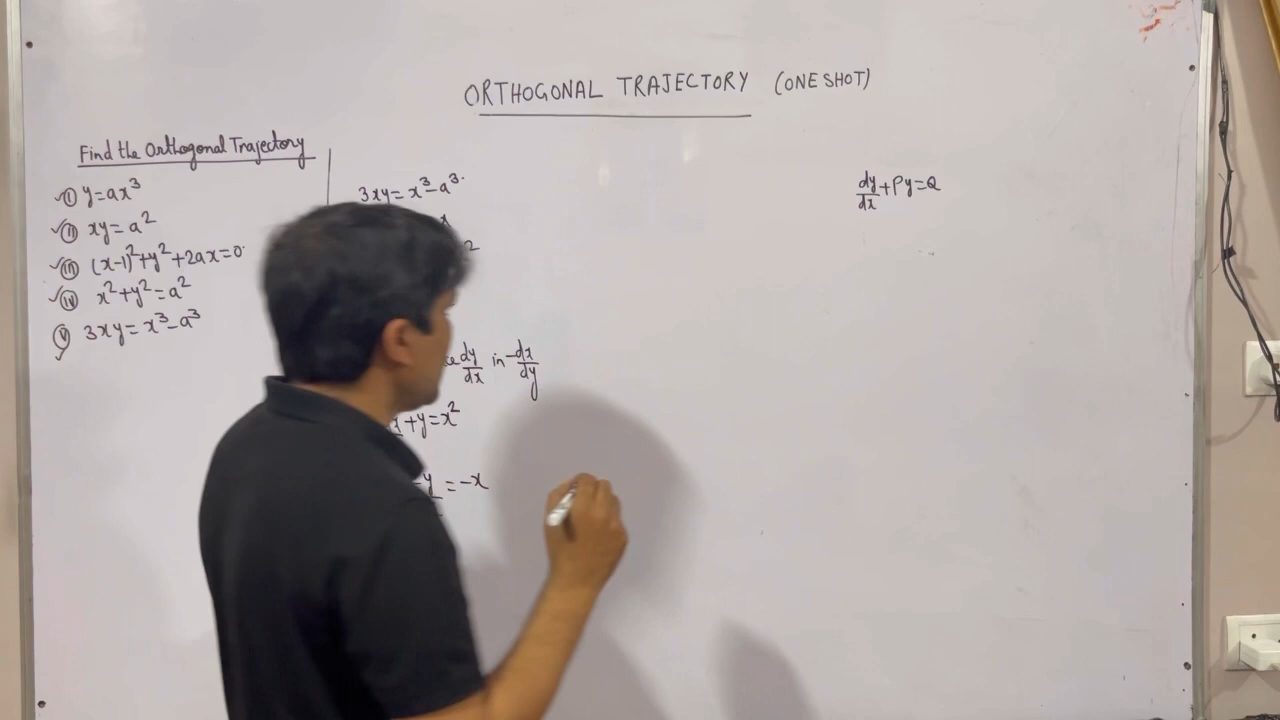 ORTHOGONAL TRAJECTORY (ONE SHOT)
Find the Orthogonal Trajectory
(i) y=ax³
(ii) xy=a²
(iii) (x-1)²+y²+2ax=0
(iv) x²+y²=a²
(v) 3xy=x³-a³
3xy=x³-a³
dy/dx in -dx/dy
+y=x²
=-x
dy/dx+Py=Q